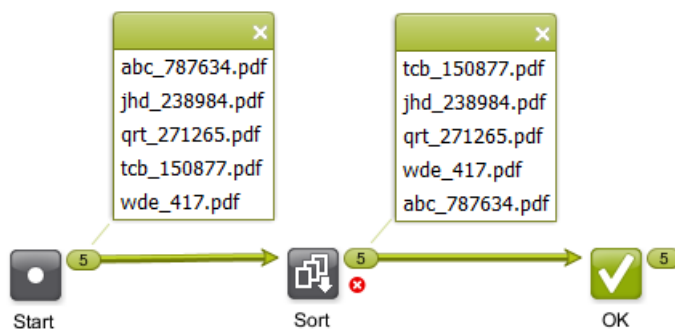 abc_787634.pdf
jhd_238984.pdf
qrt_271265.pdf
tcb_150877.pdf
wde_417.pdf
tcb_150877.pdf
jhd_238984.pdf
qrt_271265.pdf
wde_417.pdf
abc_787634.pdf
5
5
5
Start
Sort
OK